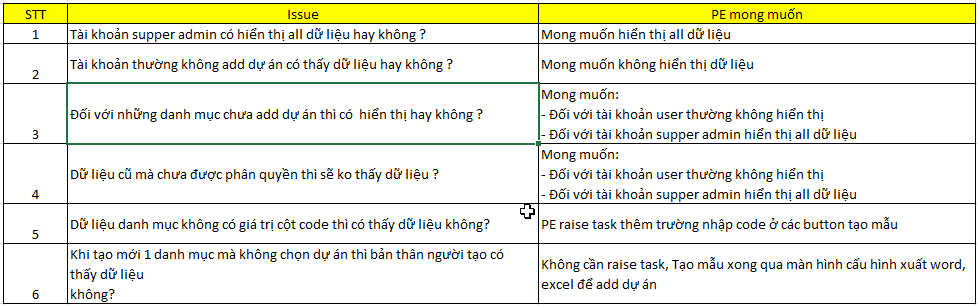 STT Issue PE mong muốn
1 Tài khoản supper admin có hiển thị all dữ liệu hay không ? Mong muốn hiển thị all dữ liệu
2 Tài khoản thường không add dự án có thấy dữ liệu hay không ? Mong muốn không hiển thị dữ liệu
3 Đối với những danh mục chưa add dự án thì có hiển thị hay không ? Mong muốn:
- Đối với tài khoản user thường không hiển thị
- Đối với tài khoản supper admin hiển thị all dữ liệu
4 Dữ liệu cũ mà chưa được phân quyền thì sẽ ko thấy dữ liệu ? Mong muốn:
- Đối với tài khoản user thường không hiển thị
- Đối với tài khoản supper admin hiển thị all dữ liệu
5 Dữ liệu danh mục không có giá trị cột code thì có thấy dữ liệu không? PE raise task thêm trường nhập code ở các button tạo mẫu
6 Khi tạo mới 1 danh mục mà không chọn dự án thì bản thân người tạo có
thấy dữ liệu
không?
Không cần raise task, Tạo mẫu xong qua màn hình cấu hình xuất word,
excel để add dự án